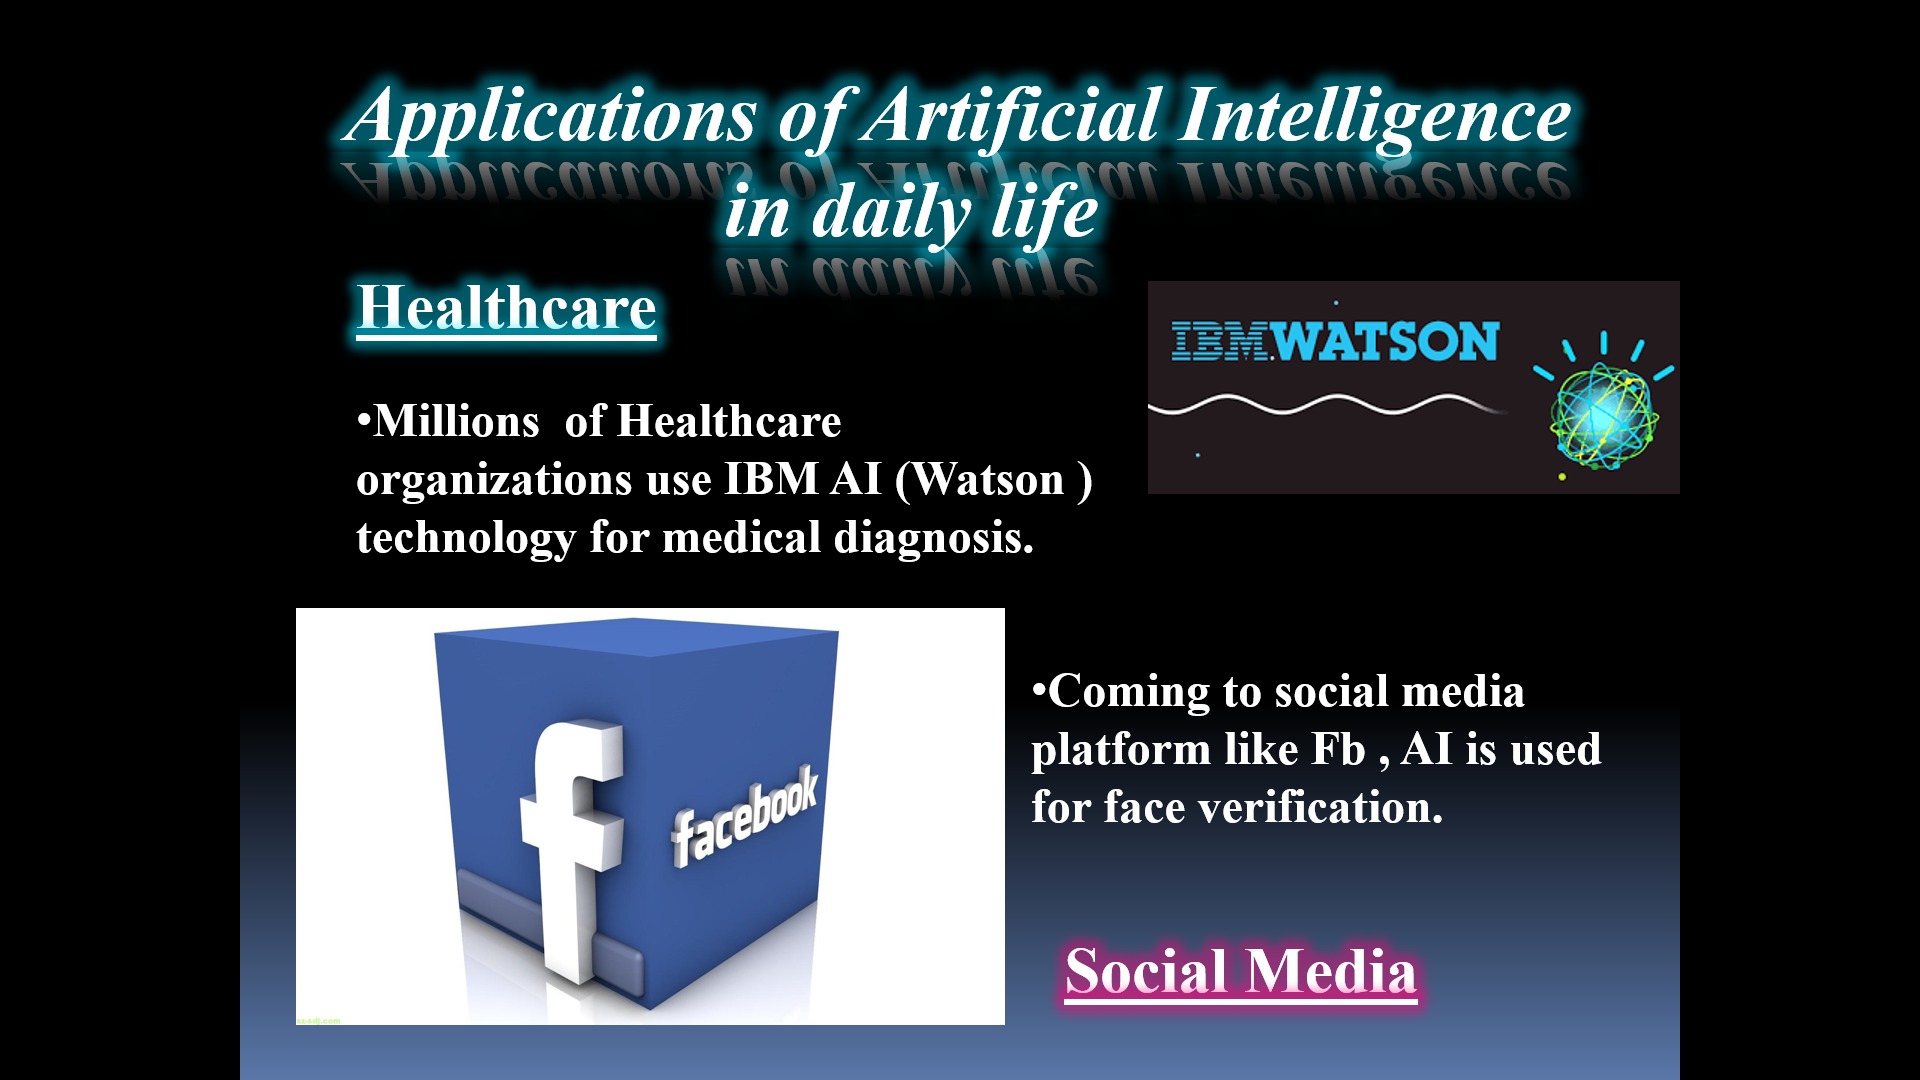 Applications of Artificial Intelligence
in daily life
Healthcare
IBM WATSON
•Millions  of Healthcare
organizations use IBM AI (Watson )
technology for medical diagnosis.
f
facebook
•Coming to social media
platform like Fb , AI is used
for face verification.
Social Media